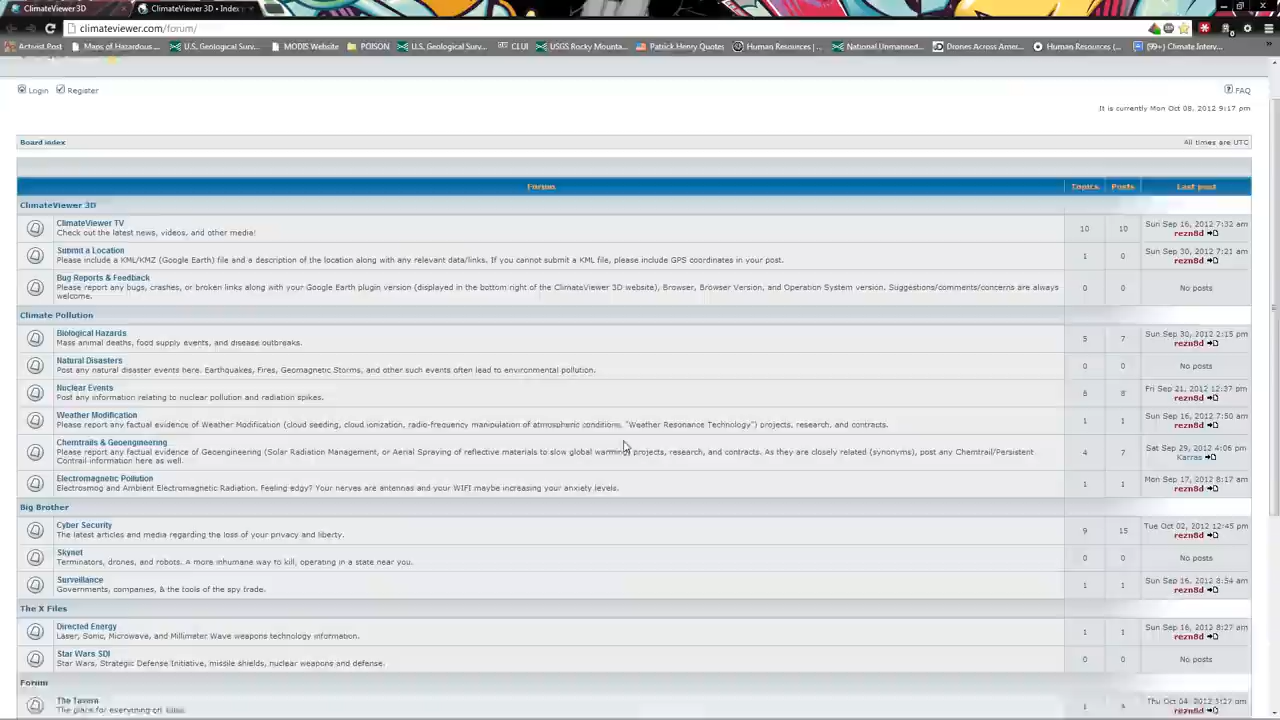 ClimateViewer 3D
ClimateViewer 3D • Index
climateviewer.com/forum/
Activist Post
Maps of Hazardous ...
U.S. Geological Surv...
MODIS Website
POISON
U.S. Geological Surv...
CLUI
USGS Rocky Mounta...
Patrick Henry Quotes
Human Resources | ...
National Unmanned...
Drones Across Amer...
Human Resources (...
(99+) Climate Interv...
Login
Register
FAQ
It is currently Mon Oct 08, 2012 9:17 pm
Board index
All times are UTC
Forum
Topics
Posts
Last post
ClimateViewer 3D
ClimateViewer TV
Check out the latest news, videos, and other media!
10
10
Sun Sep 16, 2012 7:32 am
rezn8d
Submit a Location
Please include a KML/KMZ (Google Earth) file and a description of the location along with any relevant data/links. If you cannot submit a KML file, please include GPS coordinates in your post.
1
0
Sun Sep 30, 2012 7:21 am
rezn8d
Bug Reports & Feedback
Please report any bugs, crashes, or broken links along with your Google Earth plugin version (displayed in the bottom right of the ClimateViewer 3D website), Browser, Browser Version, and Operation System version. Suggestions/comments/concerns are always
welcome.
0
0
No posts
Climate Pollution
Biological Hazards
Mass animal deaths, food supply events, and disease outbreaks.
5
7
Sun Sep 30, 2012 2:15 pm
rezn8d
Natural Disasters
Post any natural disaster events here. Earthquakes, Fires, Geomagnetic Storms, and other such events often lead to environmental pollution.
0
0
No posts
Nuclear Events
Post any information relating to nuclear pollution and radiation spikes.
Fri Sep 21, 2012 12:37 pm
rezn8d
Weather Modification
Please report any factual evidence of Weather Modification (cloud seeding, cloud ionization, radio-frequency manipulation of atmospheric conditions, "Weather Resonance Technology") projects, research, and contracts.
1
1
Sun Sep 16, 2012 7:50 am
rezn8d
Chemtrails & Geoengineering
Please report any factual evidence of Geoengineering (Solar Radiation Management, or Aerial Spraying of reflective materials to slow global warming) projects, research, and contracts. As they are closely related (synonyms), post any Chemtrail/Persistent
Contrail information here as well.
4
7
Sat Sep 29, 2012 4:06 pm
Karras
Electromagnetic Pollution
Electrosmog and Ambient Electromagnetic Radiation. Feeling edgy? Your nerves are antennas and your WIFI maybe increasing your anxiety levels.
1
1
Mon Sep 17, 2012 8:17 am
rezn8d
Big Brother
Cyber Security
The latest articles and media regarding the loss of your privacy and liberty.
9
15
Tue Oct 02, 2012 12:45 pm
rezn8d
Skynet
Terminators, drones, and robots. A more inhumane way to kill, operating in a state near you.
0
0
No posts
Surveillance
Governments, companies, & the tools of the spy trade.
1
1
Sun Sep 16, 2012 8:54 am
rezn8d
The X Files
Directed Energy
Laser, Sonic, Microwave, and Millimeter Wave weapons technology information.
1
1
Sun Sep 16, 2012 8:27 am
rezn8d
Star Wars SDI
Star Wars, Strategic Defense Initiative, missile shields, nuclear weapons and defense.
0
0
No posts
Forum
The Tavern
The place for everything
Thu Oct 04, 2012
rezn8d